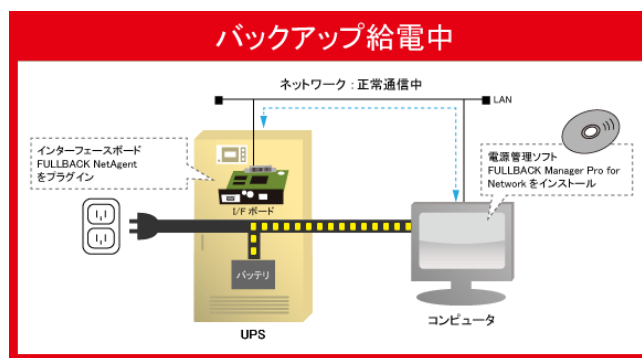 バックアップ給電中
ネットワーク：正常通信中
LAN
インターフェースボード
FULLBACK NetAgent
をプラグイン
電源管理ソフト
FULLBACK Manager Pro for
Network をインストール
I/F ボード
バッテリ
UPS
コンピュータ